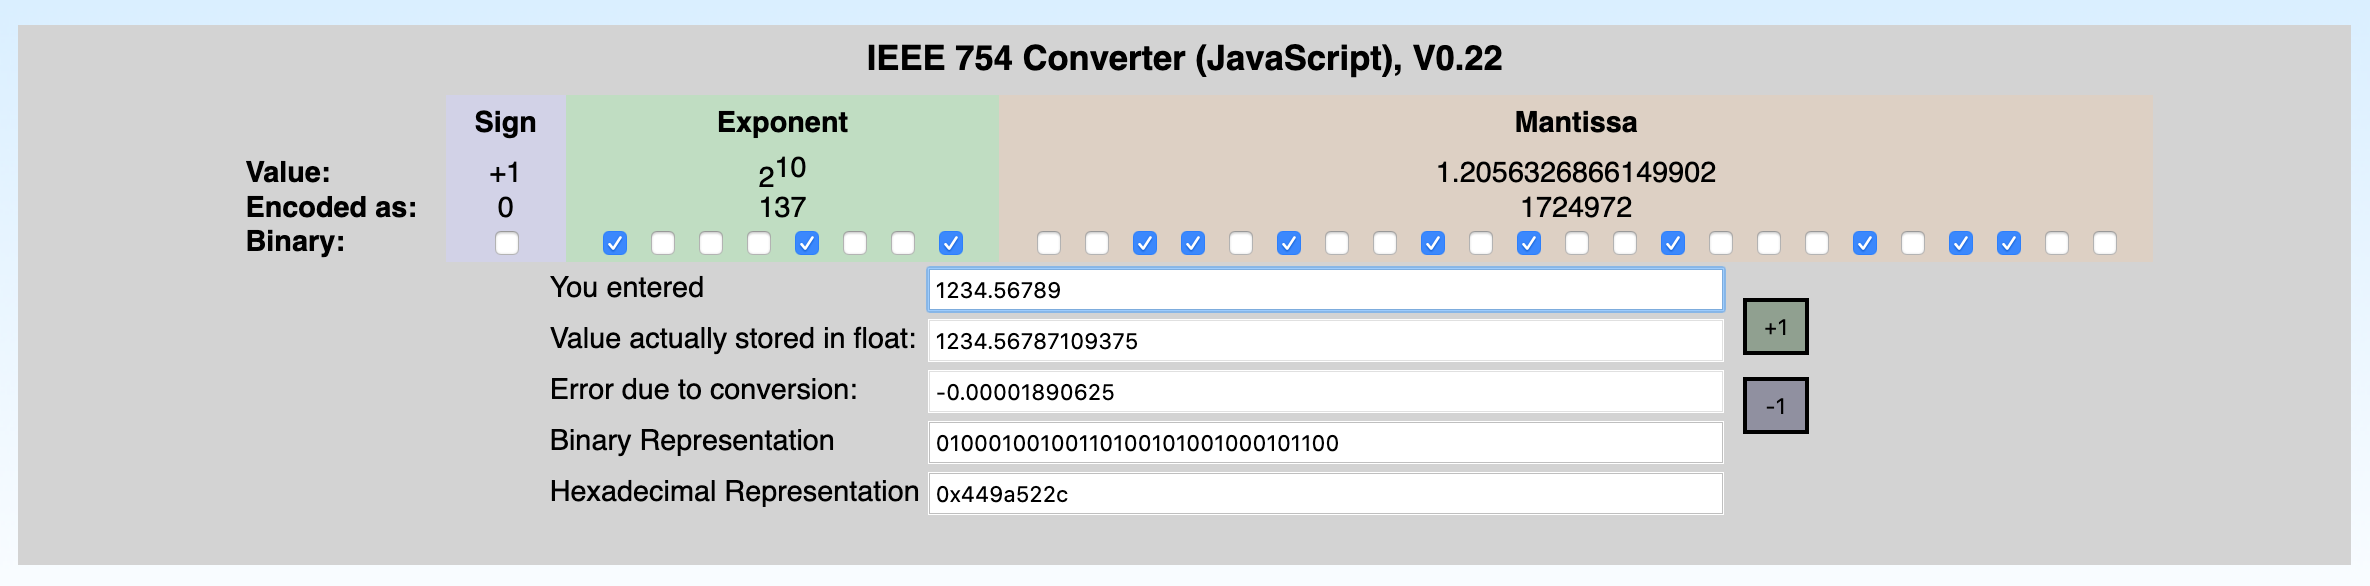 IEEE 754 Converter (JavaScript), V0.22
Sign Exponent Mantissa
Value: +1 2^10 1.2056326866149902
Encoded as: 0 137 1724972
Binary:
You entered 1234.56789
Value actually stored in float: 1234.56787109375
+1
Error due to conversion: -0.00001890625
-1
Binary Representation 01000100100110100101001000101100
Hexadecimal Representation 0x449a522c